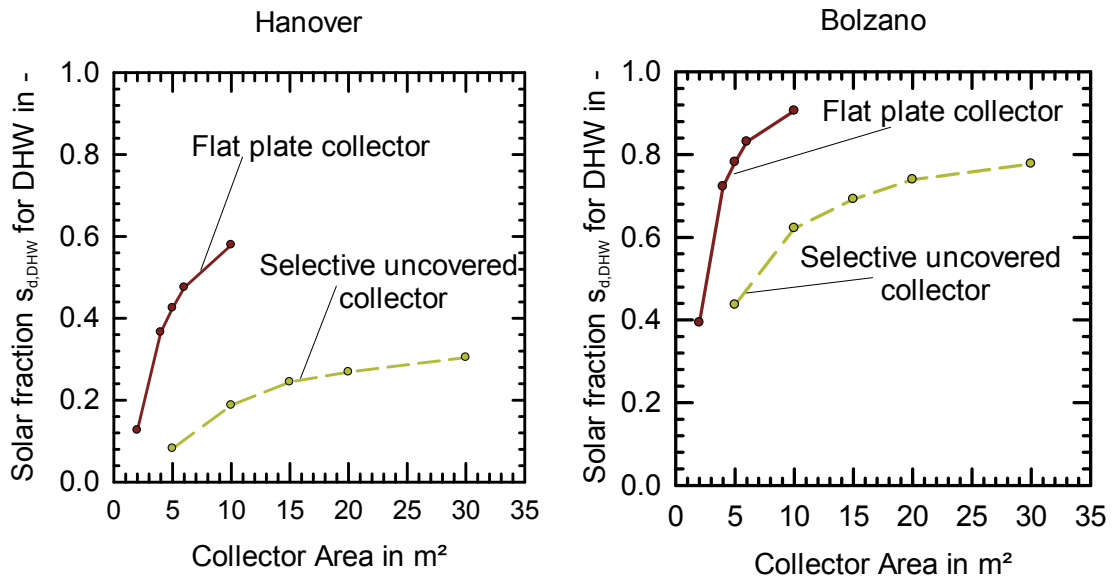 Hanover
Solar fraction s_d,DHW for DHW in -
1.0
0.8
0.6
0.4
0.2
0.0
Flat plate collector
Selective uncovered
collector
0 5 10 15 20 25 30 35
Collector Area in m²
Bolzano
Solar fraction s_d,DHW for DHW in -
1.0
0.8
0.6
0.4
0.2
0.0
Flat plate collector
Selective uncovered
collector
0 5 10 15 20 25 30 35
Collector Area in m²